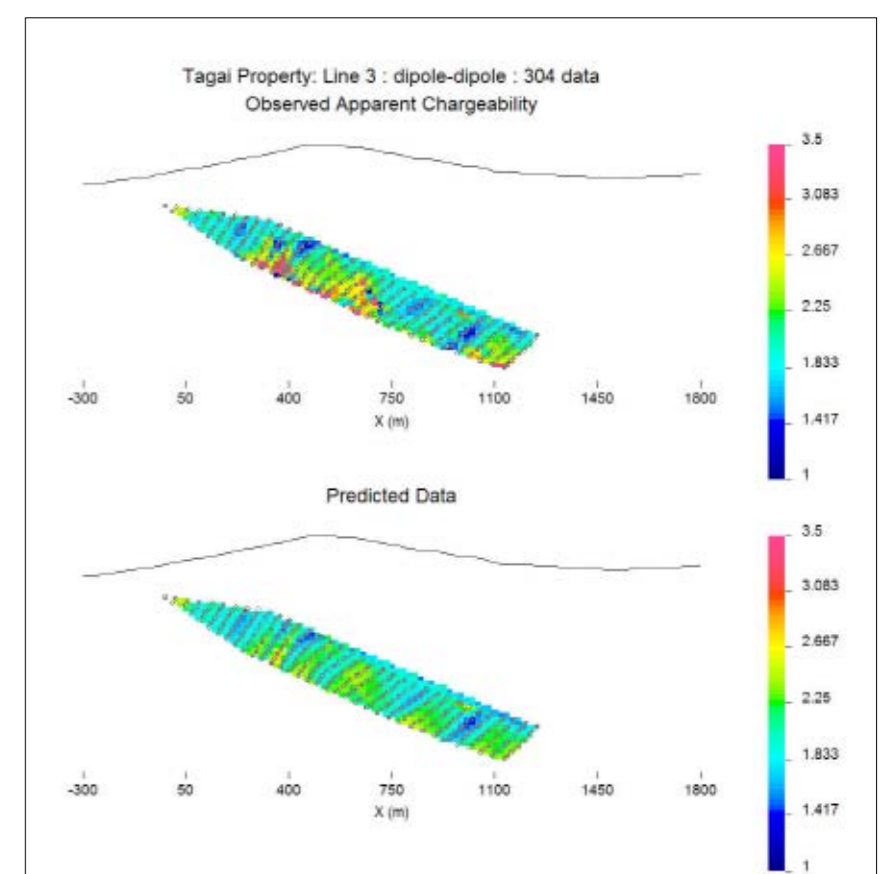 Tagai Property: Line 3 : dipole-dipole : 304 data
Observed Apparent Chargeability
3.5
3.083
2.667
2.25
1.833
1.417
1
-300 50 400 750 1100 1450 1800
X (m)
Predicted Data
3.5
3.083
2.667
2.25
1.833
1.417
1
-300 50 400 750 1100 1450 1800
X (m)